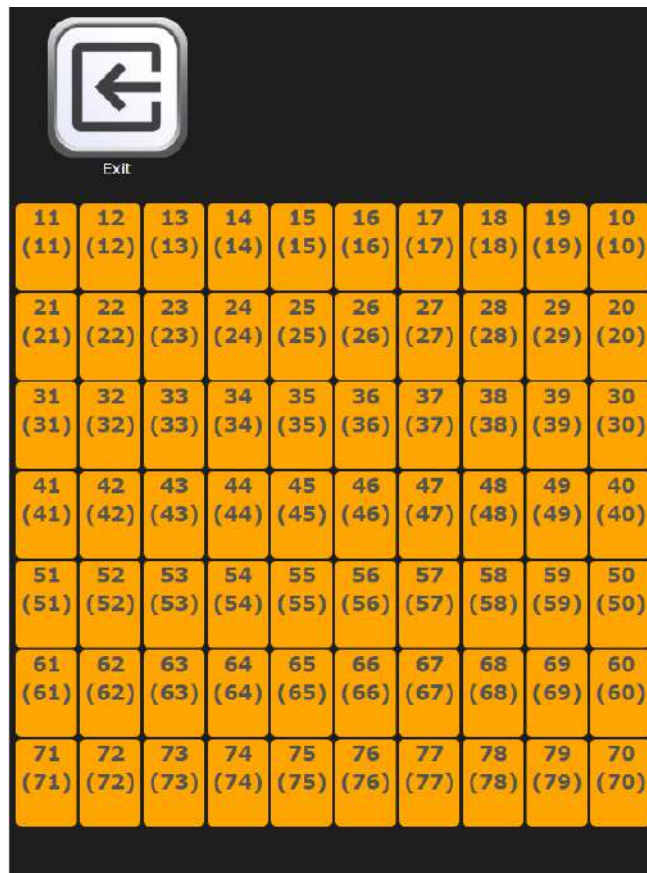 Exit
11 12 13 14 15 16 17 18 19 10
(11) (12) (13) (14) (15) (16) (17) (18) (19) (10)
21 22 23 24 25 26 27 28 29 20
(21) (22) (23) (24) (25) (26) (27) (28) (29) (20)
31 32 33 34 35 36 37 38 39 30
(31) (32) (33) (34) (35) (36) (37) (38) (39) (30)
41 42 43 44 45 46 47 48 49 40
(41) (42) (43) (44) (45) (46) (47) (48) (49) (40)
51 52 53 54 55 56 57 58 59 50
(51) (52) (53) (54) (55) (56) (57) (58) (59) (50)
61 62 63 64 65 66 67 68 69 60
(61) (62) (63) (64) (65) (66) (67) (68) (69) (60)
71 72 73 74 75 76 77 78 79 70
(71) (72) (73) (74) (75) (76) (77) (78) (79) (70)